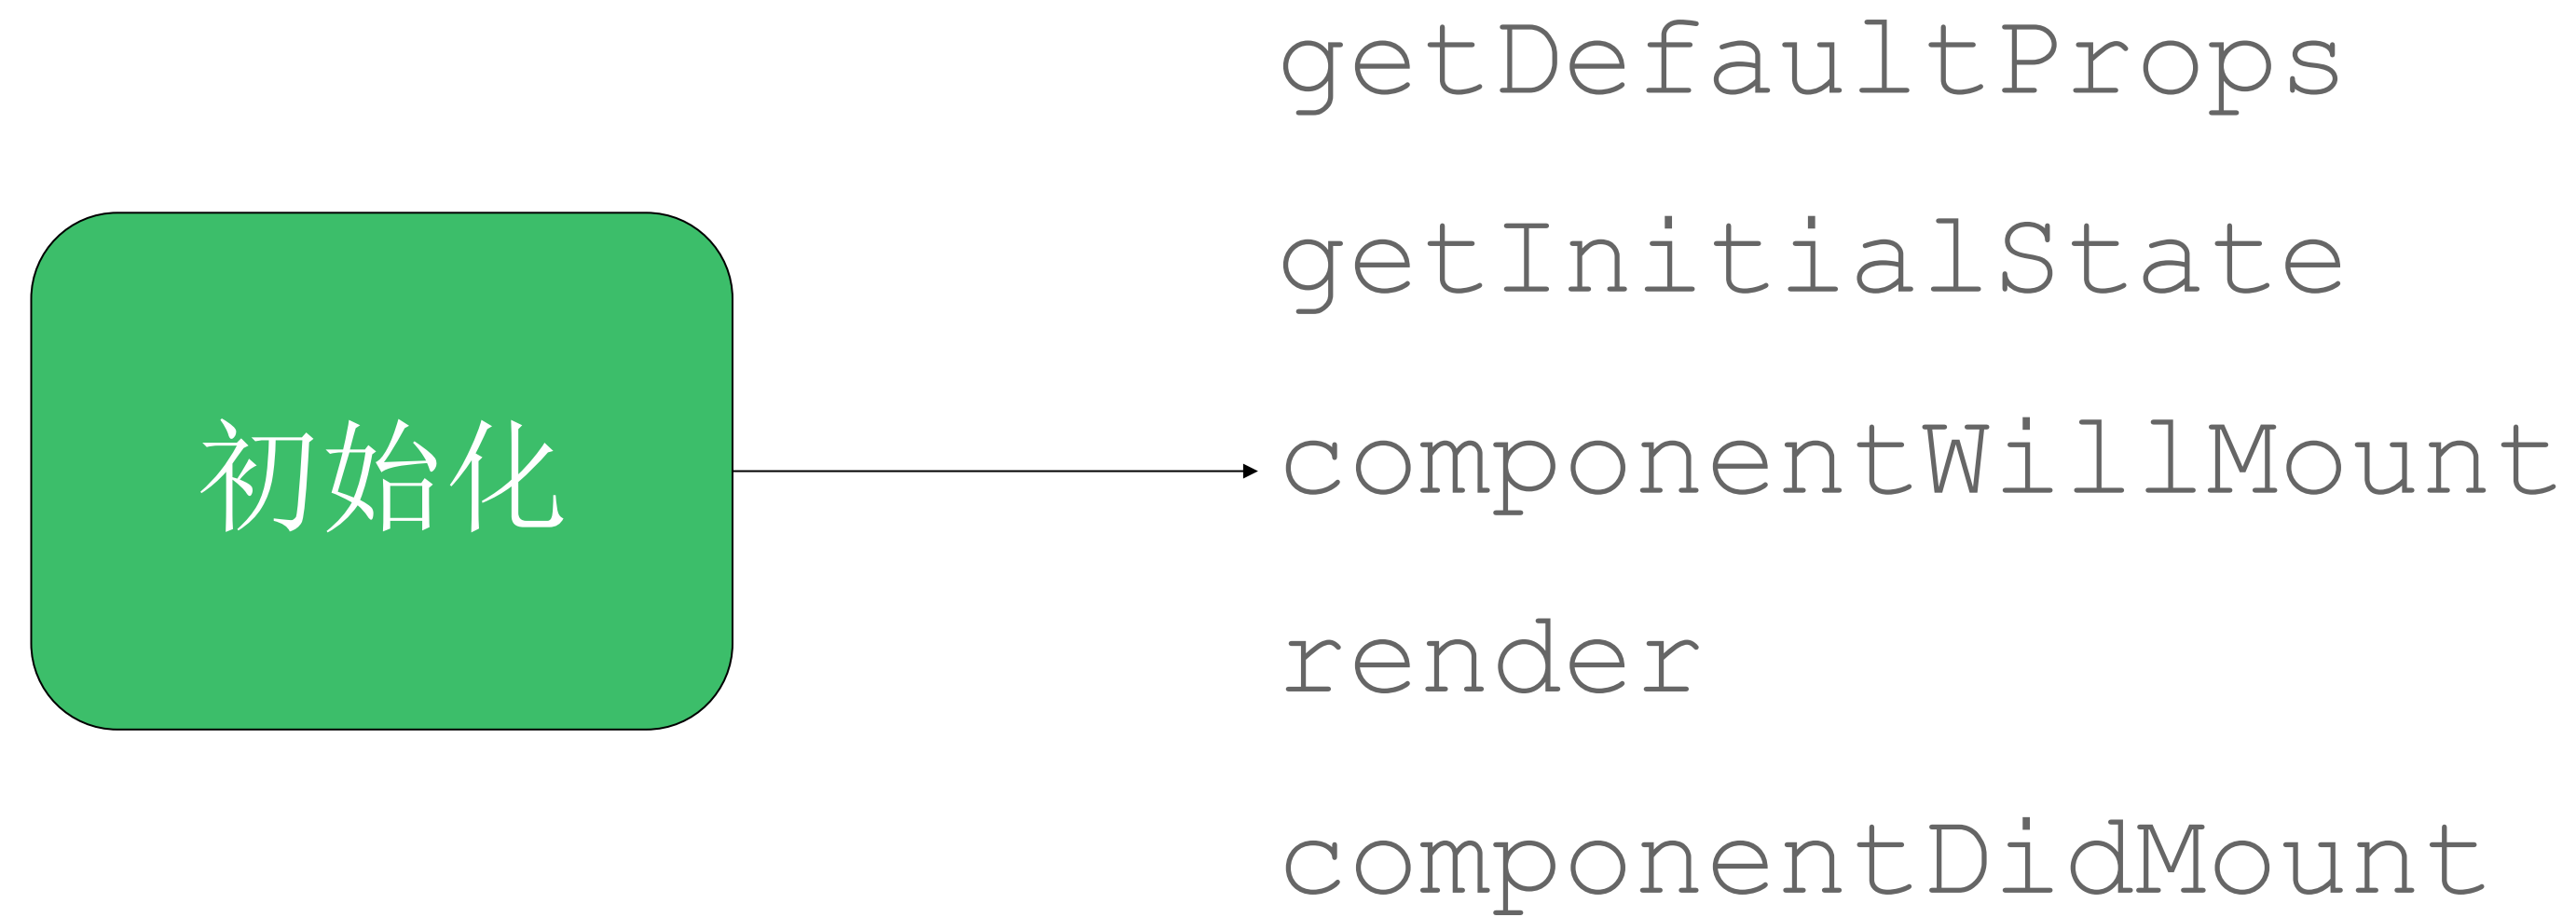 初始化
getDefaultProps
getInitialState
componentWillMount
render
componentDidMount